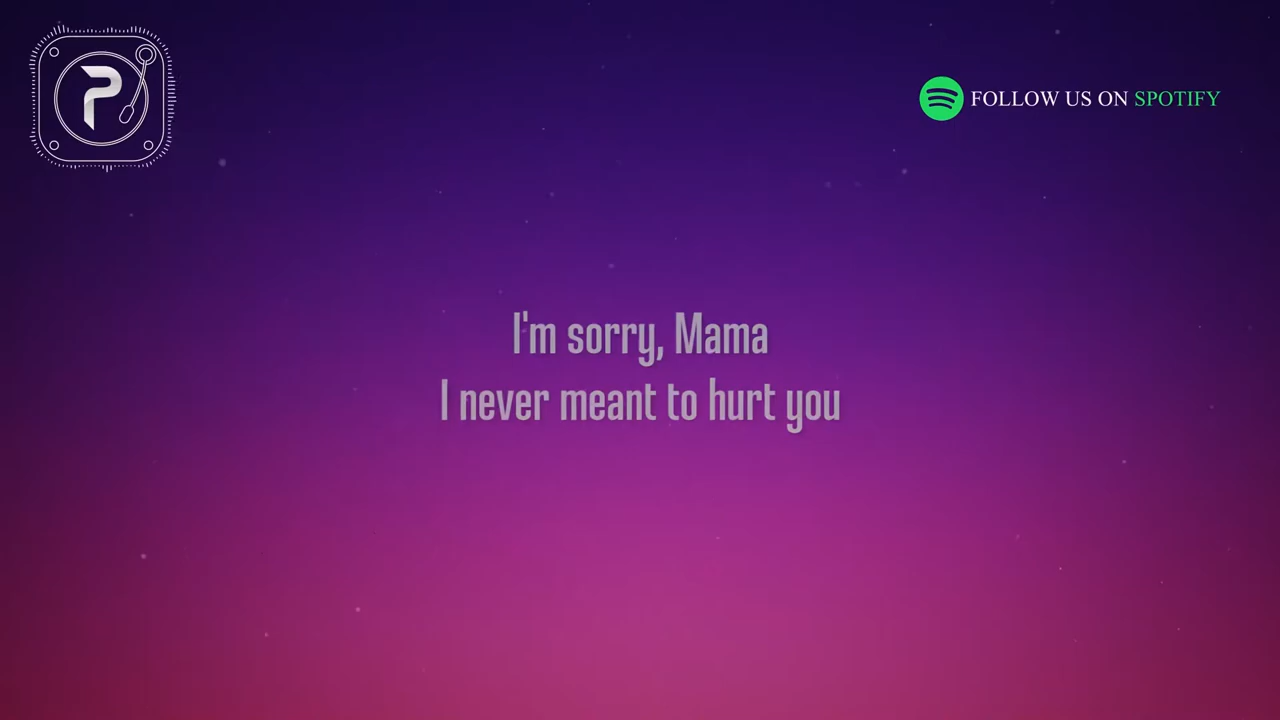 P
FOLLOW US ON SPOTIFY
I'm sorry, Mama
I never meant to hurt you